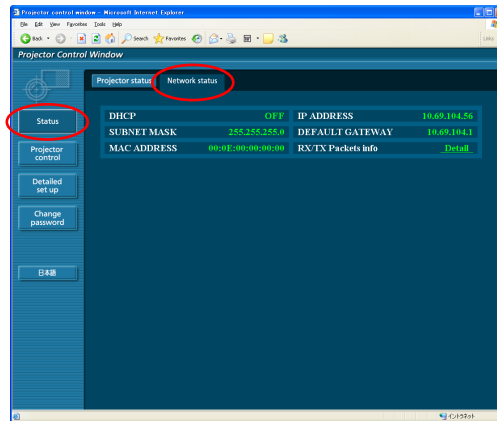 Projector control window - Microsoft Internet Explorer
File Edit View Favorites Tools Help
Back Search Favorites Links
Projector Control Window
Projector status Network status
Status
Projector control
Detailed set up
Change password
日本語
DHCP OFF IP ADDRESS 10.69.104.56
SUBNET MASK 255.255.255.0 DEFAULT GATEWAY 10.69.104.1
MAC ADDRESS 00:0E:00:00:00:00 RX/TX Packets info Detail
イントラネット